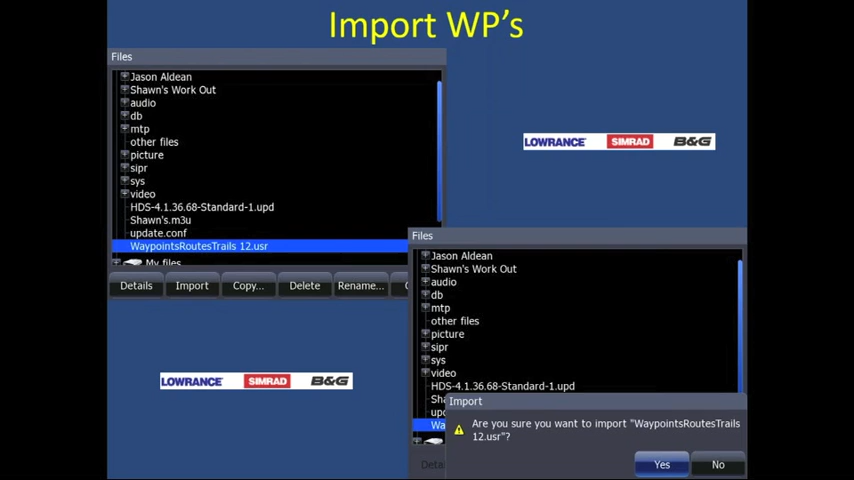 Import WP's
Files
Jason Aldean
Shawn's Work Out
audio
db
mtp
other files
picture
sipr
sys
video
HDS-4.1.36.68-Standard-1.upd
Shawn's.m3u
update.conf
WaypointsRoutesTrails 12.usr
My files
Details Import Copy... Delete Rename...
LOWRANCE SIMRAD B&G
LOWRANCE SIMRAD B&G
Files
Jason Aldean
Shawn's Work Out
audio
db
mtp
other files
picture
sipr
sys
video
HDS-4.1.36.68-Standard-1.upd
Sha
upd
Wa
Detai
Import
Are you sure you want to import "WaypointsRoutesTrails
12.usr"?
Yes No